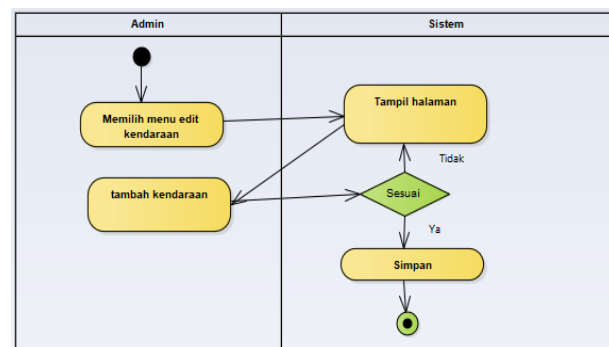 Admin
Sistem
Memilih menu edit
kendaraan
Tampil halaman
Tidak
tambah kendaraan
Sesuai
Ya
Simpan